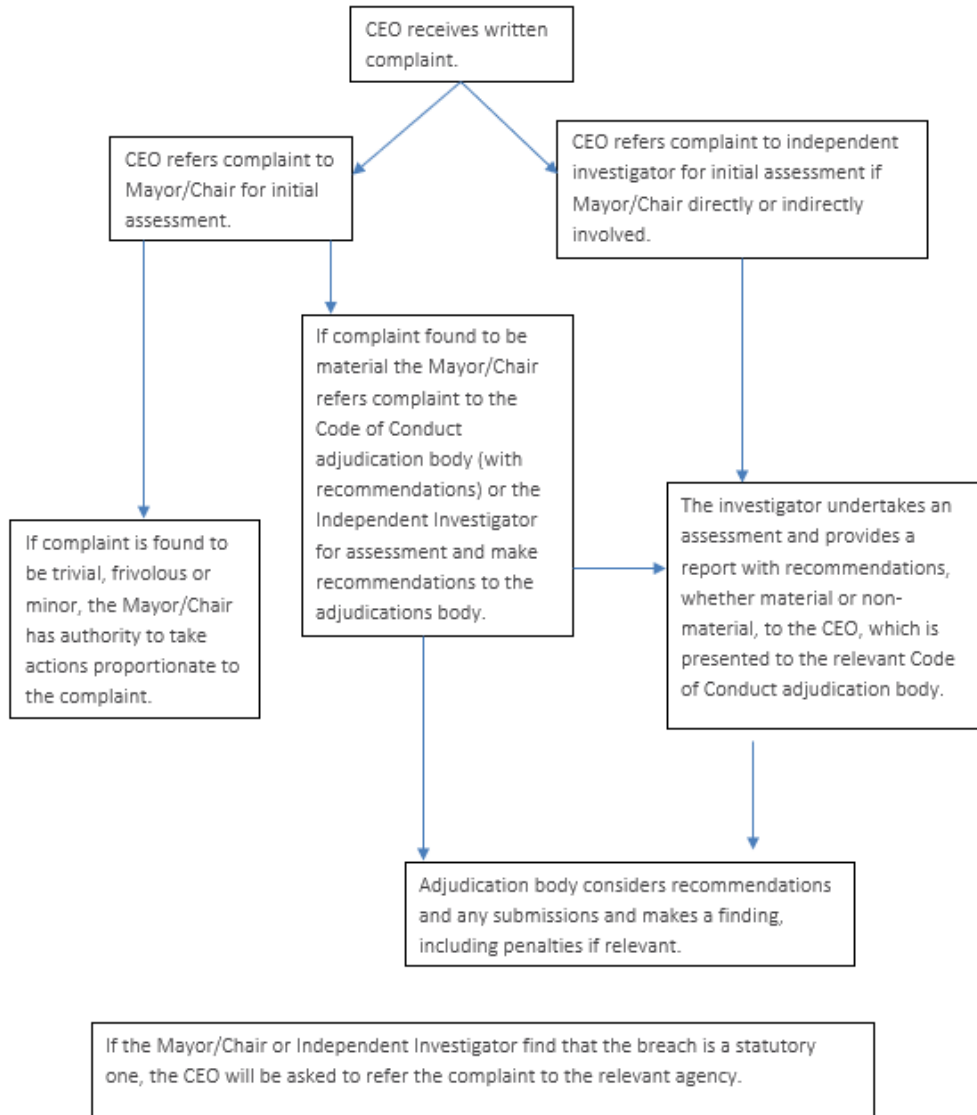 CEO receives written
complaint.
CEO refers complaint to
Mayor/Chair for initial
assessment.
CEO refers complaint to independent
investigator for initial assessment if
Mayor/Chair directly or indirectly
involved.
If complaint found to be
material the Mayor/Chair
refers complaint to the
Code of Conduct
adjudication body (with
recommendations) or the
Independent Investigator
for assessment and make
recommendations to the
adjudications body.
If complaint is found to
be trivial, frivolous or
minor, the Mayor/Chair
has authority to take
actions proportionate to
the complaint.
The investigator undertakes an
assessment and provides a
report with recommendations,
whether material or non-
material, to the CEO, which is
presented to the relevant Code
of Conduct adjudication body.
Adjudication body considers recommendations
and any submissions and makes a finding,
including penalties if relevant.
If the Mayor/Chair or Independent Investigator find that the breach is a statutory
one, the CEO will be asked to refer the complaint to the relevant agency.